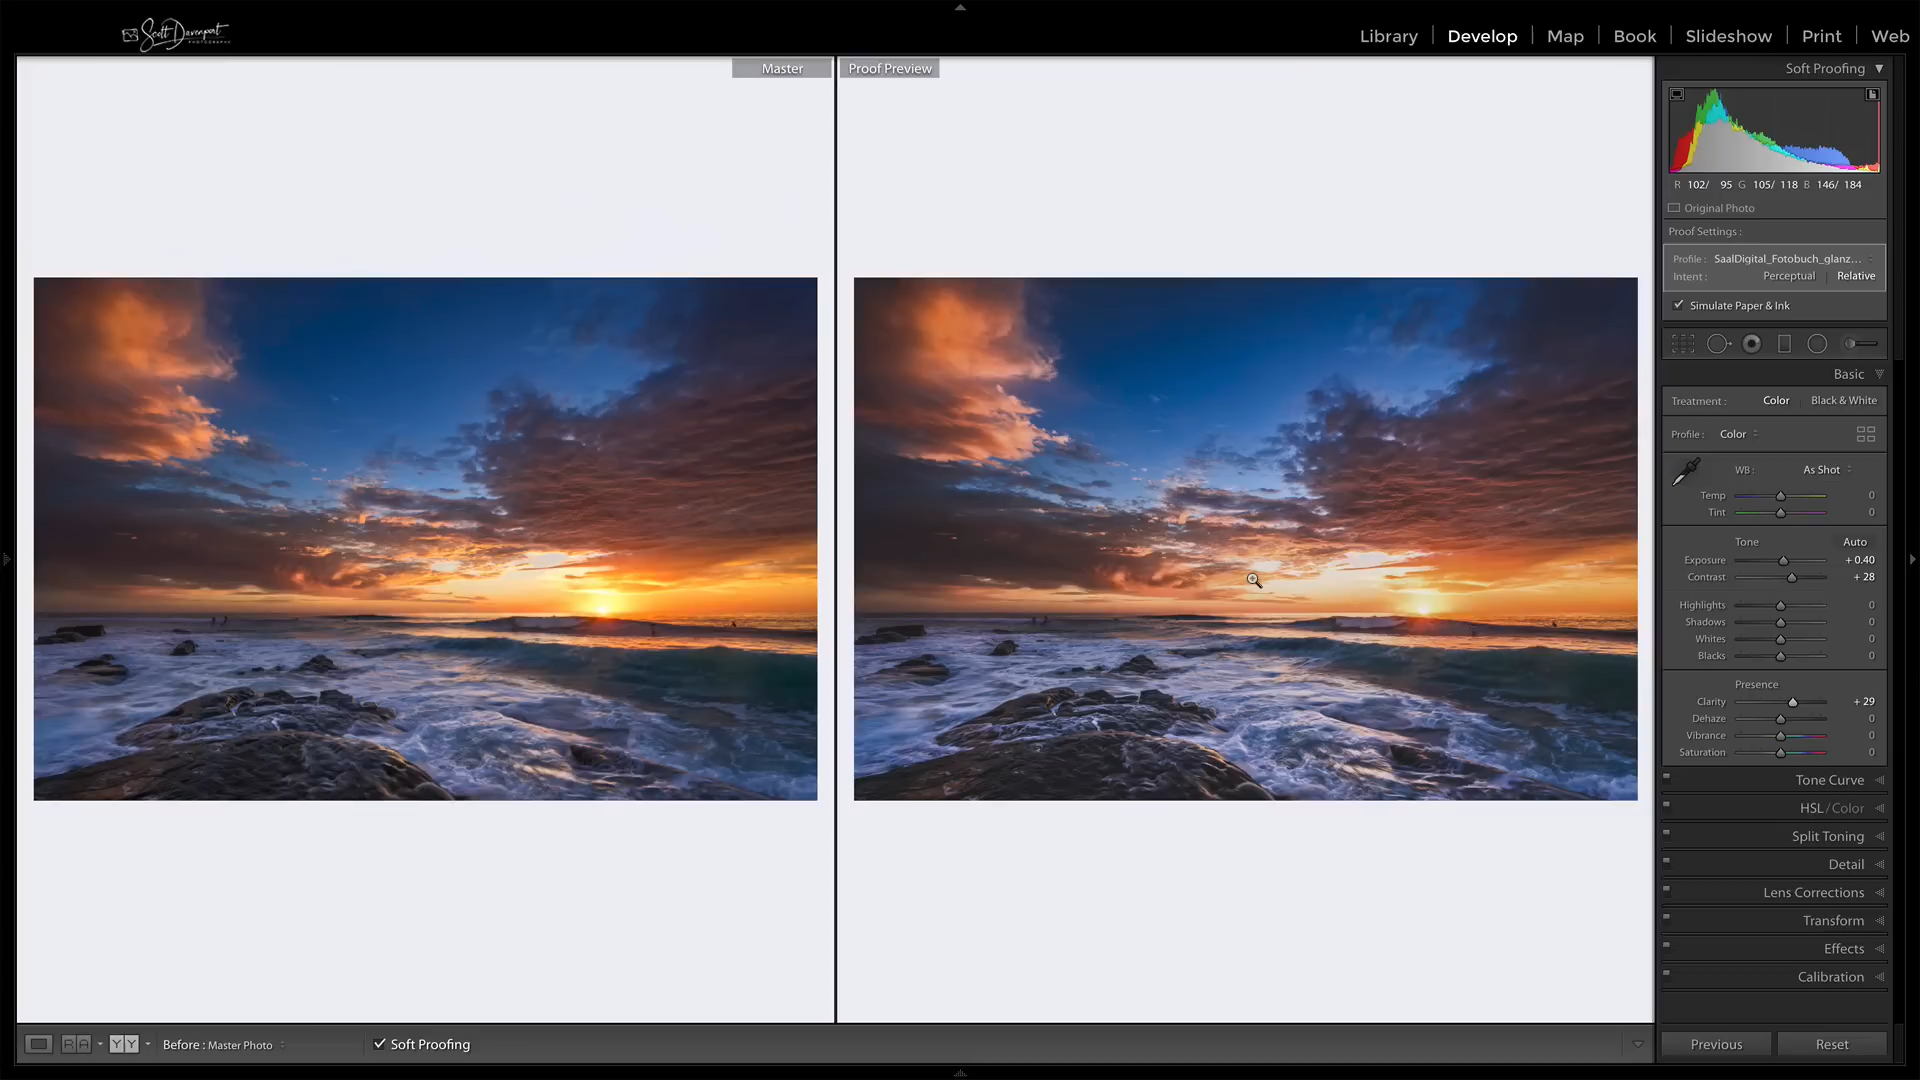 Scott Davenport
PHOTOGRAPHY
Library | Develop | Map | Book | Slideshow | Print | Web
Master
Proof Preview
Soft Proofing
R 102/ 95 G 105/ 118 B 146/ 184
Original Photo
Proof Settings :
Profile : SaalDigital_Fotobuch_glanz...
Intent : Perceptual | Relative
Simulate Paper & Ink
Basic
Treatment : Color | Black & White
Profile : Color
WB : As Shot
Temp 0
Tint 0
Tone Auto
Exposure + 0.40
Contrast + 28
Highlights 0
Shadows 0
Whites 0
Blacks 0
Presence
Clarity + 29
Dehaze 0
Vibrance 0
Saturation 0
Tone Curve
HSL / Color
Split Toning
Detail
Lens Corrections
Transform
Effects
Calibration
R A Y Y Before : Master Photo Soft Proofing
Previous Reset